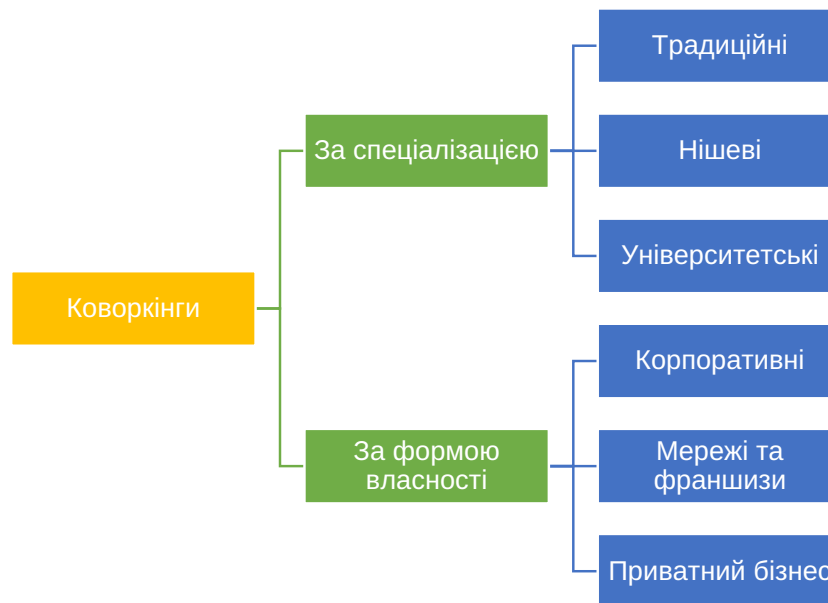 Коворкінги
За спеціалізацією
Традиційні
Нішеві
Університетські
За формою
власності
Корпоративні
Мережі та
франшизи
Приватний бізнес